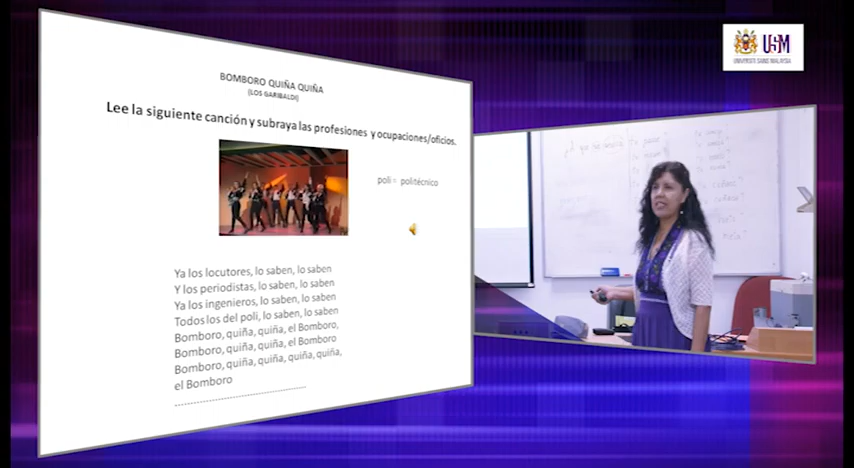 BOMBORO QUIÑA QUIÑA
(LOS GARIBALDI)
Lee la siguiente canción y subraya las profesiones y ocupaciones/oficios.
poli = politécnico
Ya los locutores, lo saben, lo saben
Y los periodistas, lo saben, lo saben
Ya los ingenieros, lo saben, lo saben
Todos los del poli, lo saben, lo saben
Bomboro, quiña, quiña, el Bomboro,
Bomboro, quiña, quiña, el Bomboro
Bomboro, quiña, quiña, quiña, quiña,
el Bomboro
USM
UNIVERSITI SAINS MALAYSIA